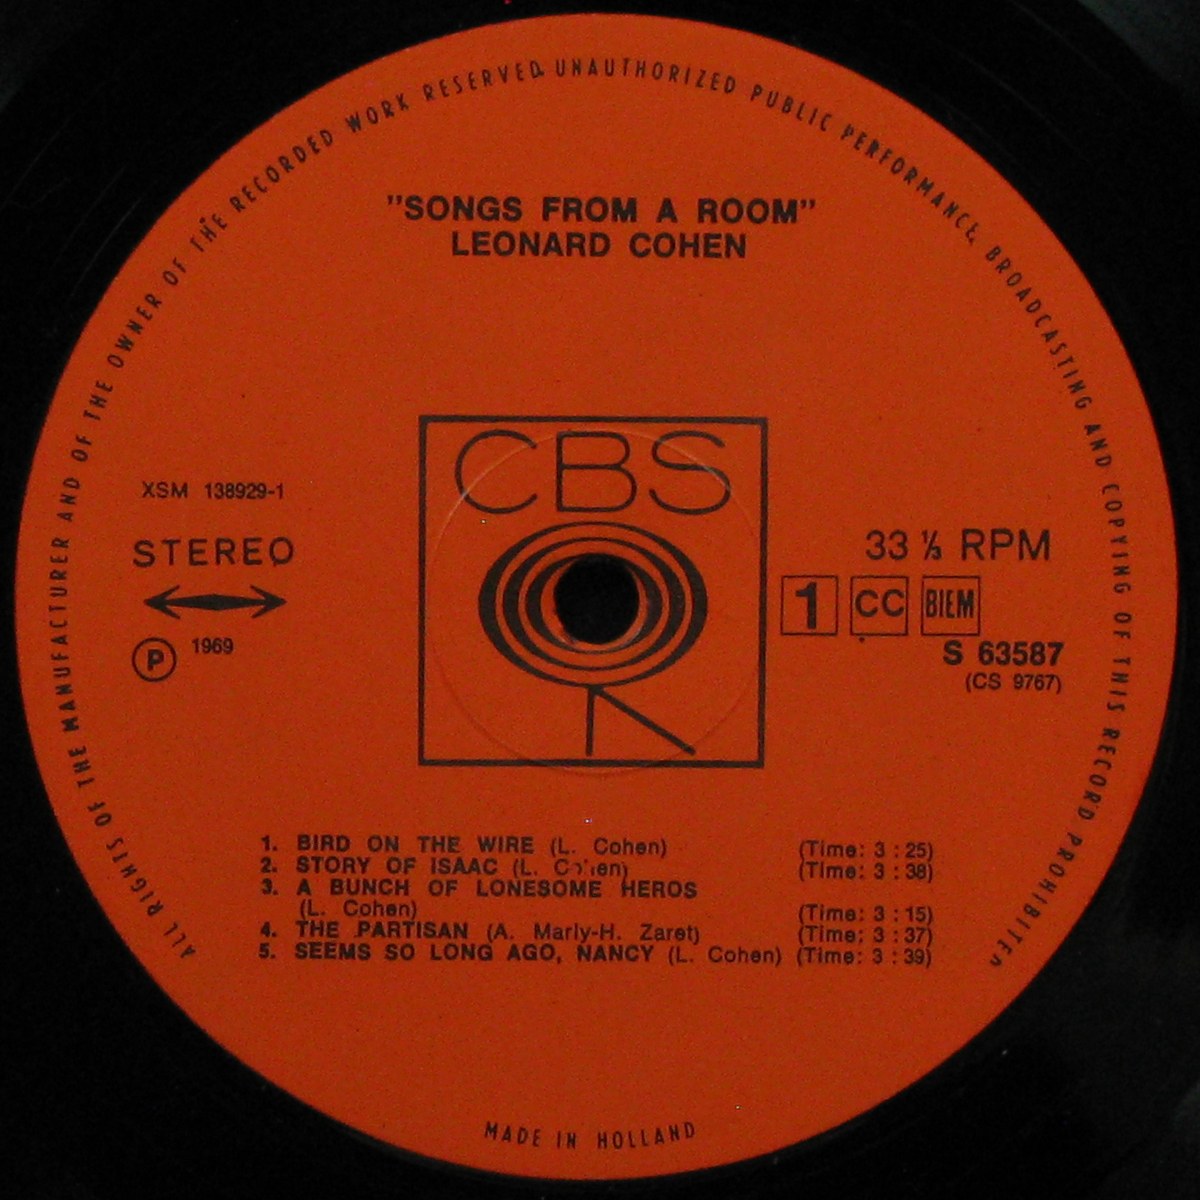 ALL RIGHTS OF THE MANUFACTURER AND OF THE OWNER OF THE RECORDED WORK RESERVED. UNAUTHORIZED PUBLIC PERFORMANCE, BROADCASTING AND COPYING OF THIS RECORD PROHIBITED
"SONGS FROM A ROOM"
LEONARD COHEN
CBS
XSM 138929-1
STEREO
℗ 1969
33 ⅓ RPM
1 CC BIEM
S 63587
(CS 9767)
1. BIRD ON THE WIRE (L. Cohen) (Time: 3 : 25)
2. STORY OF ISAAC (L. Cohen) (Time: 3 : 38)
3. A BUNCH OF LONESOME HEROS
(L. Cohen) (Time: 3 : 15)
4. THE PARTISAN (A. Marly-H. Zaret) (Time: 3 : 37)
5. SEEMS SO LONG AGO, NANCY (L. Cohen) (Time: 3 : 39)
MADE IN HOLLAND